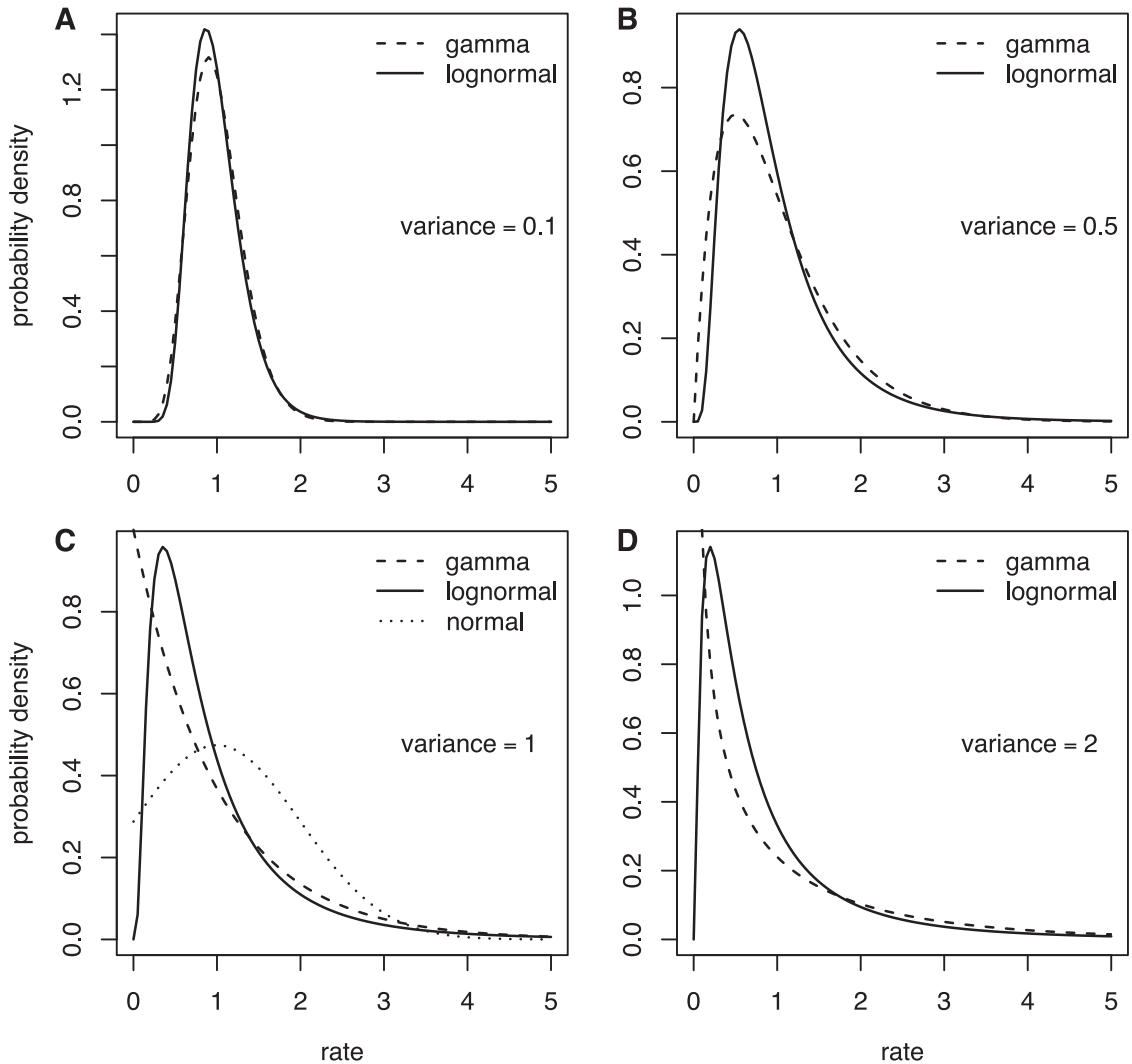 A
gamma
lognormal
variance = 0.1
probability density
0.0 0.4 0.8 1.2
0 1 2 3 4 5
B
gamma
lognormal
variance = 0.5
0.0 0.2 0.4 0.6 0.8
0 1 2 3 4 5
C
gamma
lognormal
normal
variance = 1
probability density
0.0 0.2 0.4 0.6 0.8
0 1 2 3 4 5
rate
D
gamma
lognormal
variance = 2
0.0 0.2 0.4 0.6 0.8 1.0
0 1 2 3 4 5
rate